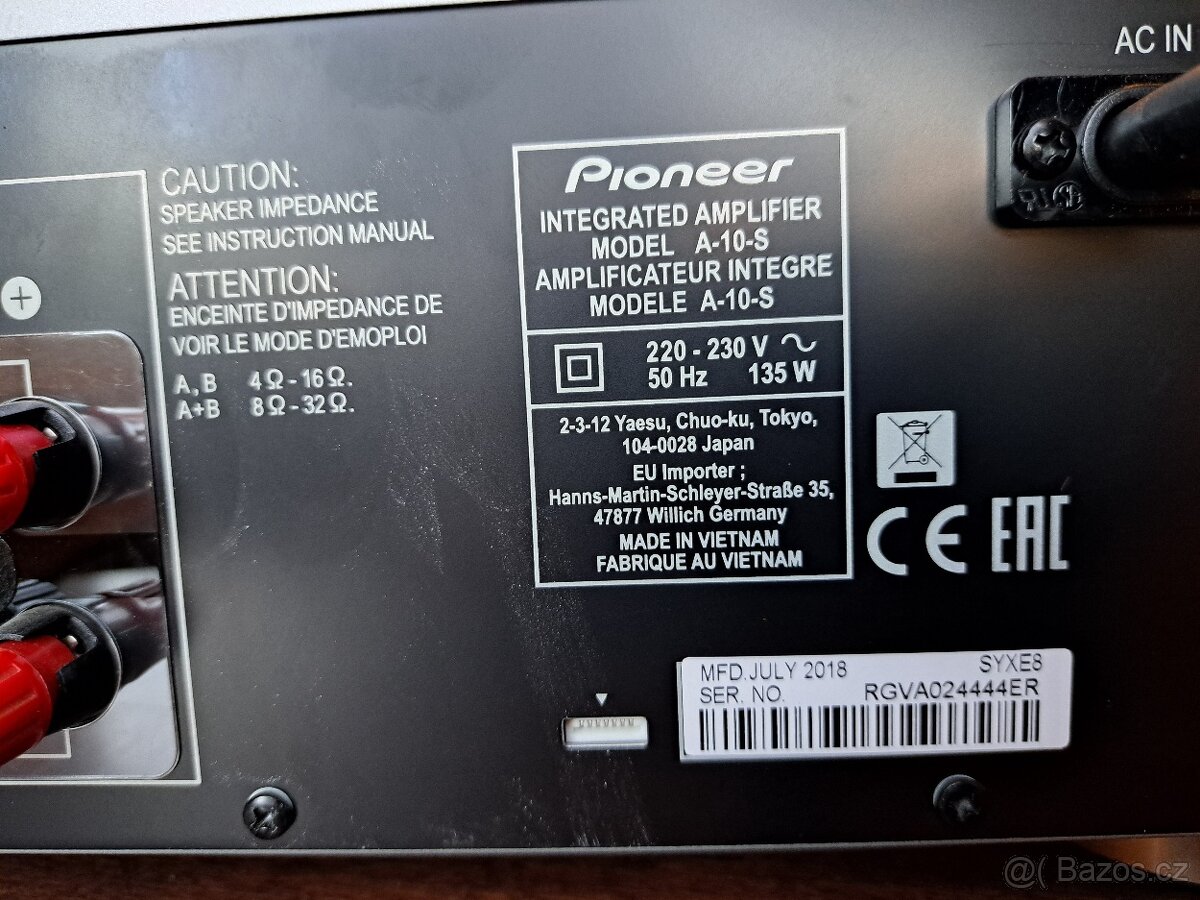 AC IN
CAUTION:
SPEAKER IMPEDANCE
SEE INSTRUCTION MANUAL
ATTENTION:
ENCEINTE D'IMPEDANCE DE
VOIR LE MODE D'EMOPLOI
A, B 4Ω-16Ω.
A+B 8Ω-32Ω.
+
Pioneer
INTEGRATED AMPLIFIER
MODEL A-10-S
AMPLIFICATEUR INTEGRE
MODELE A-10-S
220 - 230 V ~
50 Hz 135 W
2-3-12 Yaesu, Chuo-ku, Tokyo,
104-0028 Japan
EU Importer ;
Hanns-Martin-Schleyer-Straße 35,
47877 Willich Germany
MADE IN VIETNAM
FABRIQUE AU VIETNAM
CE EAC
MFD.JULY 2018 SYXE8
SER. NO. RGVA024444ER
@( Bazos.cz